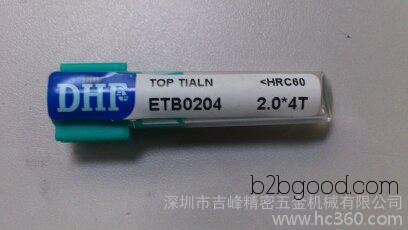 DHF
TOP TIALN <HRC60
ETB0204 2.0*4T
b2bgood.com
深圳市吉峰精密五金机械有限公司
www.hc360.com